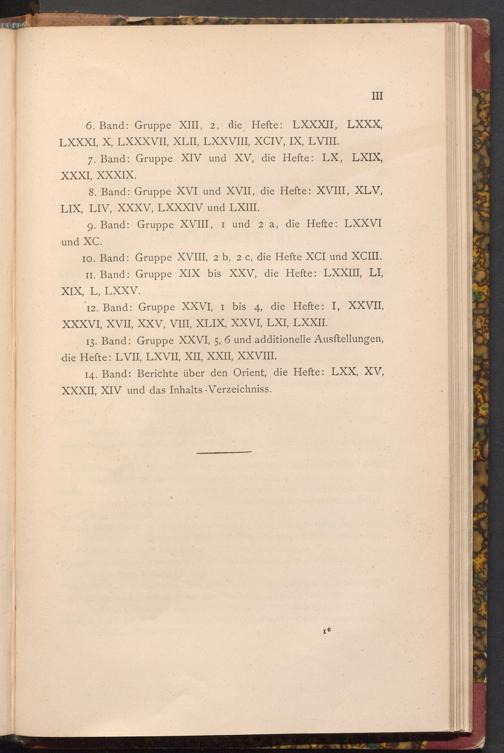 III
6. Band: Gruppe XIII, 2, die Hefte: LXXXII, LXXX,
LXXXI, X, LXXXVII, XLII, LXXVIII, XCIV, IX, LVIII.
7. Band: Gruppe XIV und XV, die Hefte: LX, LXIX,
XXXI, XXXIX.
8. Band: Gruppe XVI und XVII, die Hefte: XVIII, XLV,
LIX, LIV, XXXV, LXXXIV und LXIII.
9. Band: Gruppe XVIII, 1 und 2 a, die Hefte: LXXVI
und XC.
10. Band: Gruppe XVIII, 2 b, 2 c, die Hefte XCI und XCIII.
11. Band: Gruppe XIX bis XXV, die Hefte: LXXIII, LI,
XIX, L, LXXV.
12. Band: Gruppe XXVI, 1 bis 4, die Hefte: I, XXVII,
XXXVI, XVII, XXV, VIII, XLIX, XXVI, LXI, LXXII.
13. Band: Gruppe XXVI, 5, 6 und additionelle Ausſtellungen,
die Hefte: LVII, LXVII, XII, XXII, XXVIII.
14. Band: Berichte über den Orient, die Hefte: LXX, XV,
XXXII, XIV und das Inhalts-Verzeichniss.
1*